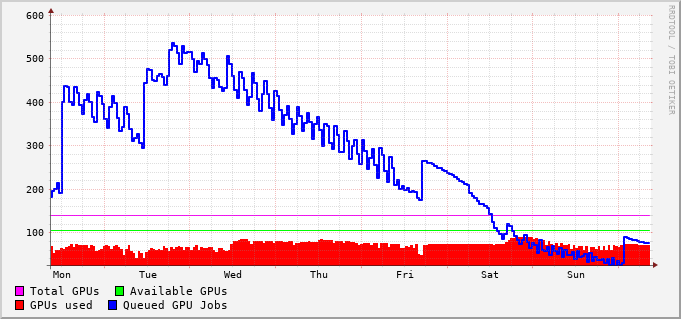 600
500
400
300
200
100
Mon Tue Wed Thu Fri Sat Sun
Total GPUs Available GPUs
GPUs used Queued GPU Jobs
RRDTOOL / TOBI OETIKER